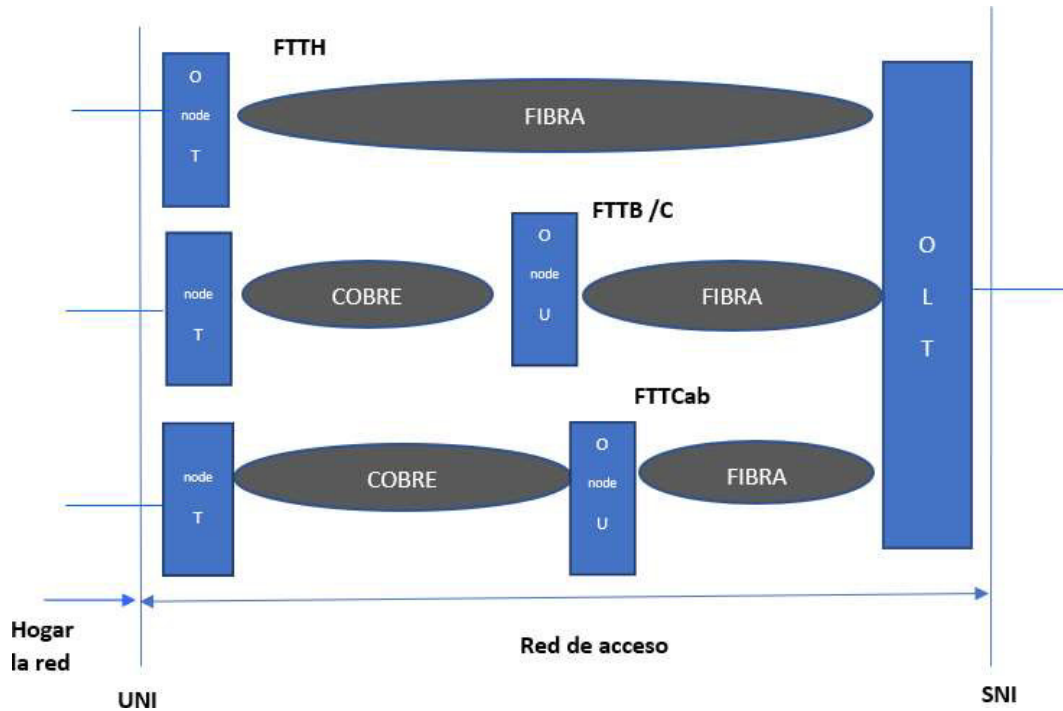 FTTH
O
node
T
FIBRA
FTTB /C
node
T
COBRE
O
node
U
FIBRA
O
L
T
FTTCab
node
T
COBRE
O
node
U
FIBRA
Hogar
la red
Red de acceso
UNI
SNI